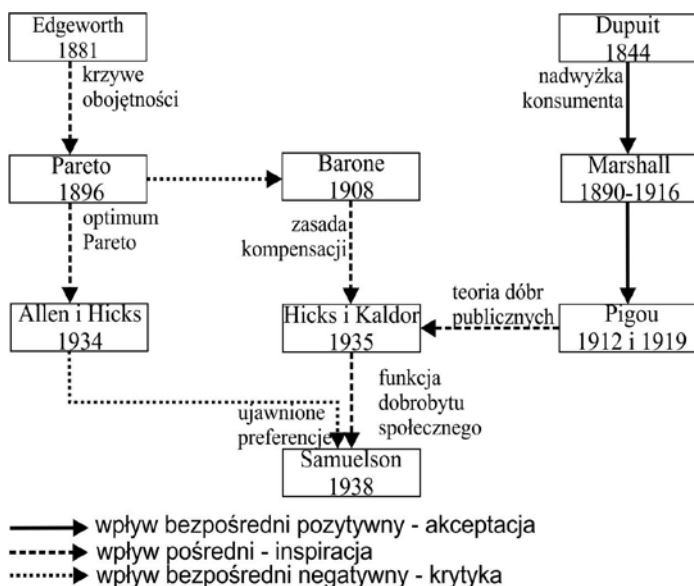 Edgeworth
1881
Dupuit
1844
krzywe
obojętności
nadwyżka
konsumenta
Pareto
1896
Barone
1908
Marshall
1890-1916
optimum
Pareto
zasada
kompensacji
teoria dóbr
publicznych
Allen i Hicks
1934
Hicks i Kaldor
1935
Pigou
1912 i 1919
ujawnione
preferencje
funkcja
dobrobytu
społecznego
Samuelson
1938
wpływ bezpośredni pozytywny - akceptacja
wpływ pośredni - inspiracja
wpływ bezpośredni negatywny - krytyka